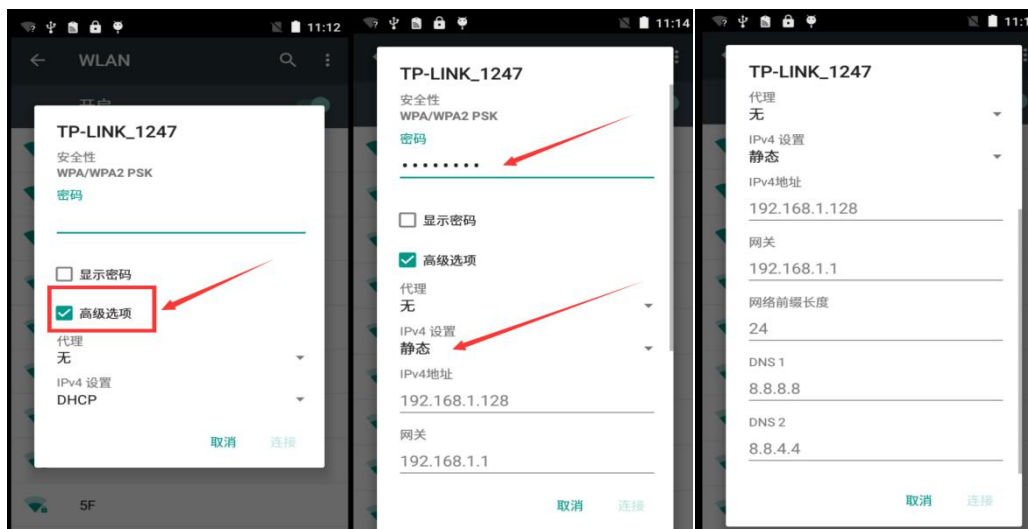 11:12
WLAN
开启
TP-LINK_1247
安全性
WPA/WPA2 PSK
密码
显示密码
高级选项
代理
无
IPv4 设置
DHCP
取消
连接
5F
11:14
TP-LINK_1247
安全性
WPA/WPA2 PSK
密码
••••••••
显示密码
高级选项
代理
无
IPv4 设置
静态
IPv4地址
192.168.1.128
网关
192.168.1.1
取消
连接
TP-LINK_1247
代理
无
IPv4 设置
静态
IPv4地址
192.168.1.128
网关
192.168.1.1
网络前缀长度
24
DNS 1
8.8.8.8
DNS 2
8.8.4.4
取消
连接